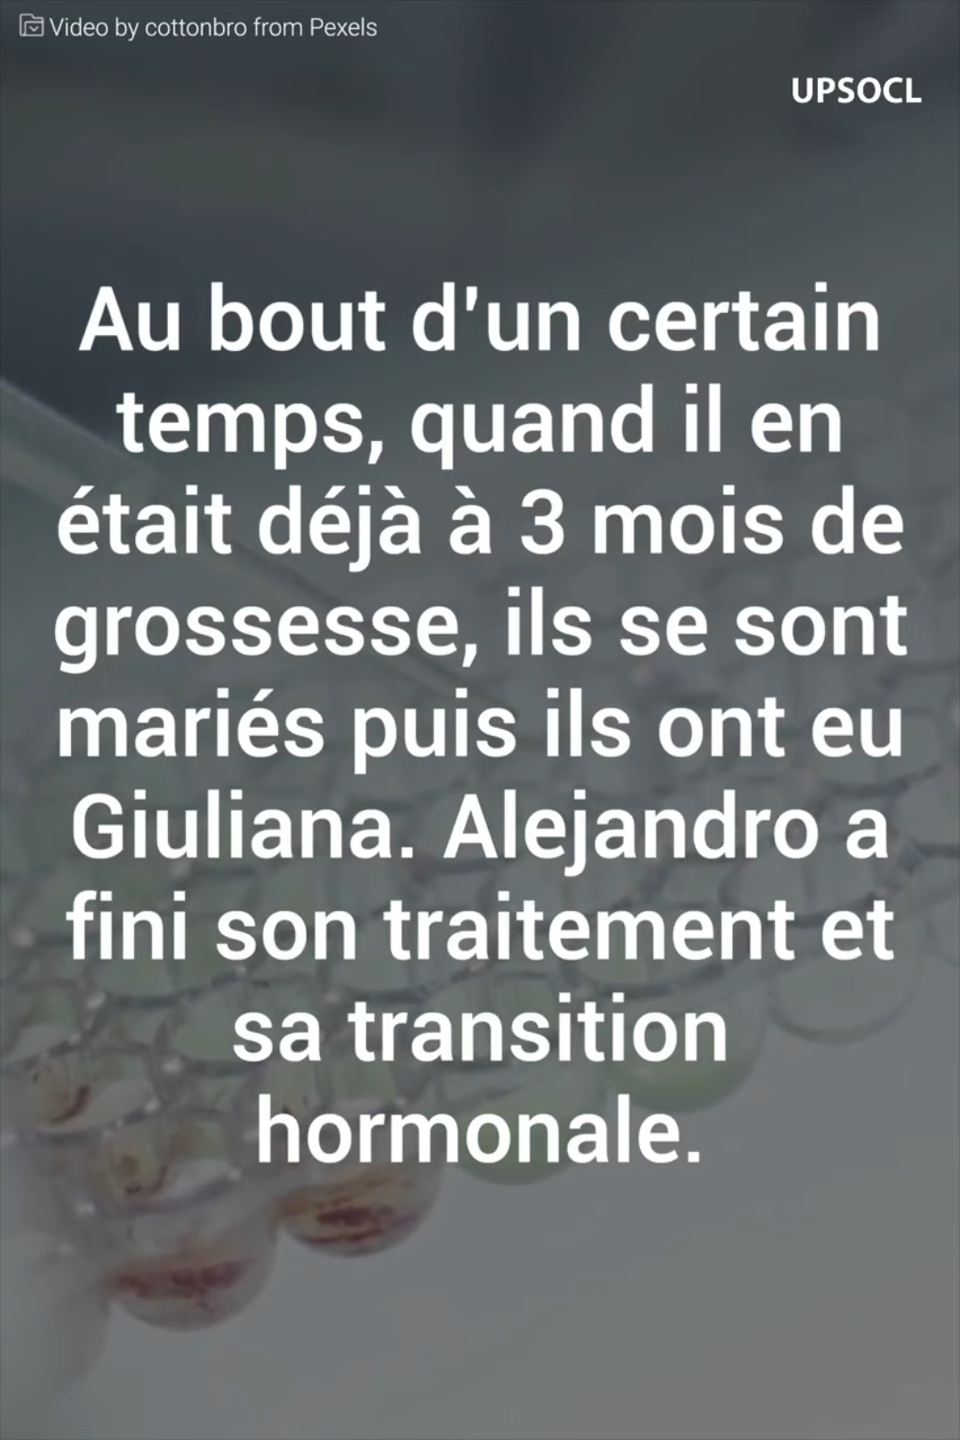 Video by cottonbro from Pexels
UPSOCL
Au bout d'un certain
temps, quand il en
était déjà à 3 mois de
grossesse, ils se sont
mariés puis ils ont eu
Giuliana. Alejandro a
fini son traitement et
sa transition
hormonale.